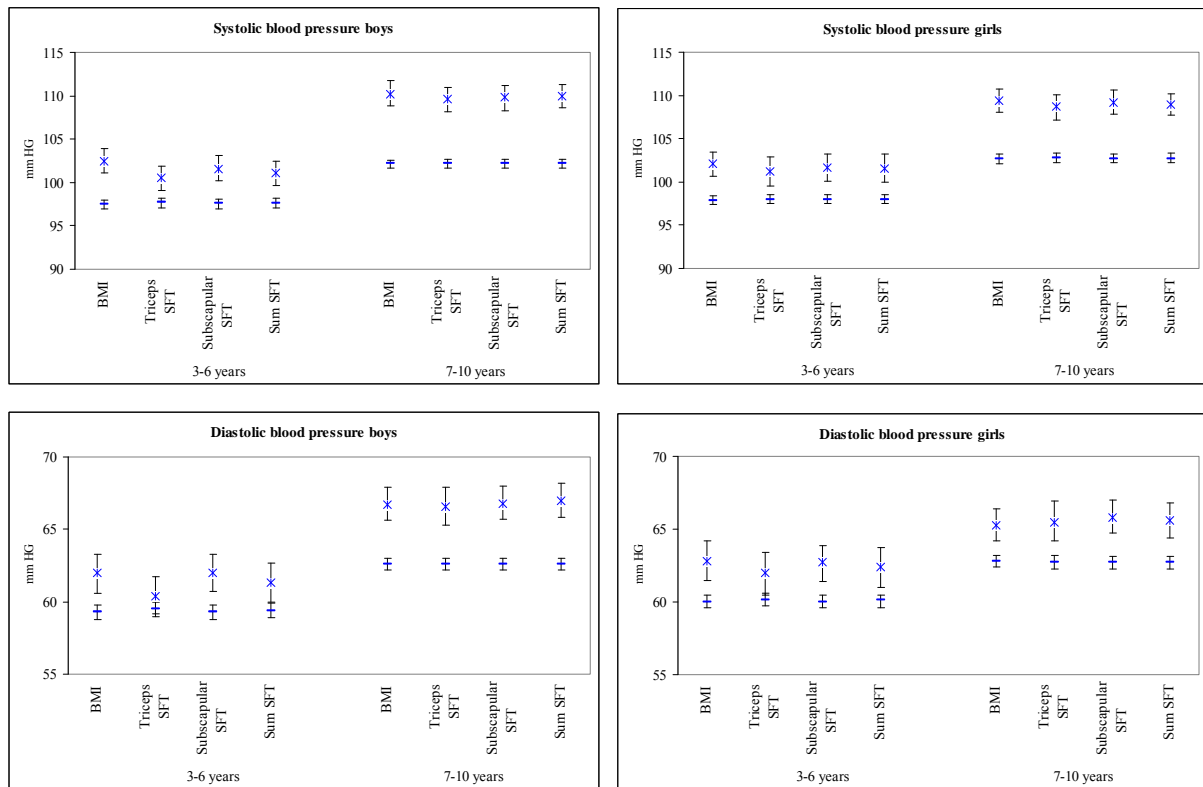 Systolic blood pressure boys
115
110
105
100
95
90
mm HG
BMI
Triceps
SFT
Subscapular
SFT
Sum SFT
BMI
Triceps
SFT
Subscapular
SFT
Sum SFT
3-6 years
7-10 years
Systolic blood pressure girls
115
110
105
100
95
90
mm HG
BMI
Triceps
SFT
Subscapular
SFT
Sum SFT
BMI
Triceps
SFT
Subscapular
SFT
Sum SFT
3-6 years
7-10 years
Diastolic blood pressure boys
70
65
60
55
mm HG
BMI
Triceps
SFT
Subscapular
SFT
Sum SFT
BMI
Triceps
SFT
Subscapular
SFT
Sum SFT
3-6 years
7-10 years
Diastolic blood pressure girls
70
65
60
55
mm HG
BMI
Triceps
SFT
Subscapular
SFT
Sum SFT
BMI
Triceps
SFT
Subscapular
SFT
Sum SFT
3-6 years
7-10 years